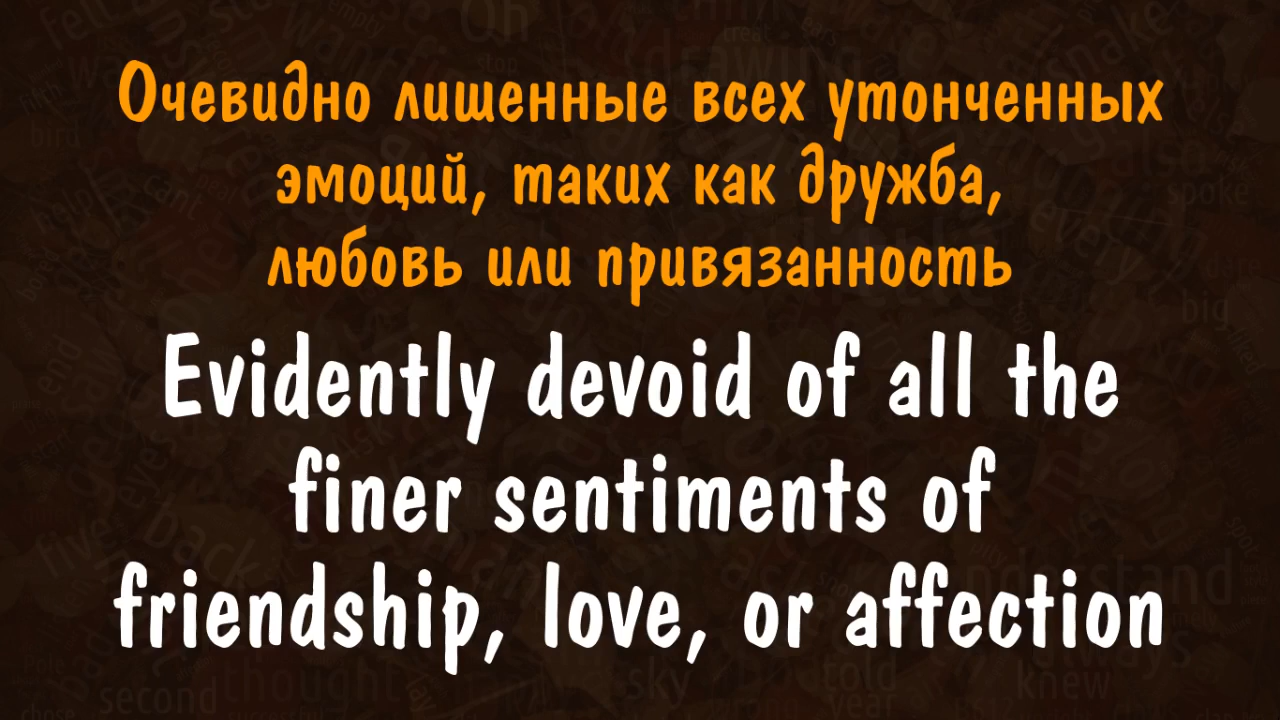 Очевидно лишенные всех утонченных
эмоций, таких как дружба,
любовь или привязанность
Evidently devoid of all the
finer sentiments of
friendship, love, or affection